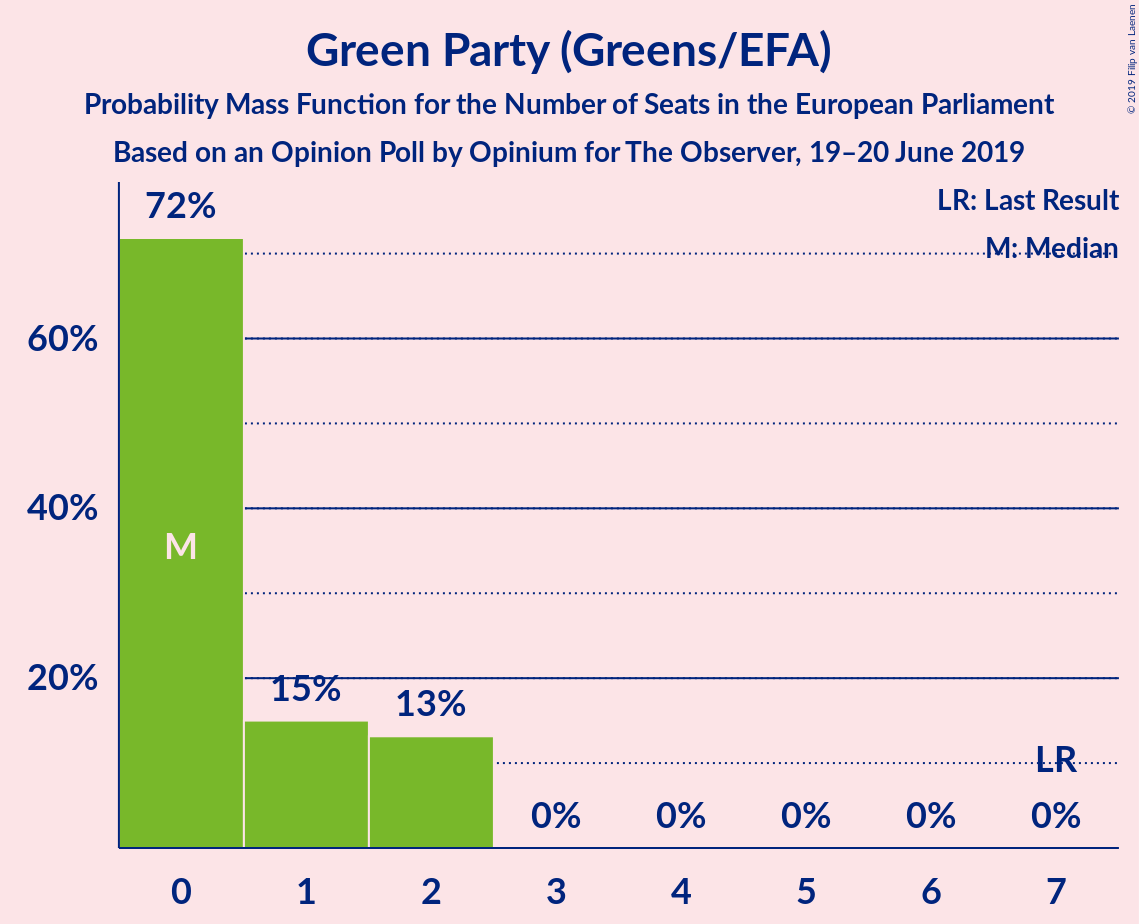 Green Party (Greens/EFA)
Probability Mass Function for the Number of Seats in the European Parliament
Based on an Opinion Poll by Opinium for The Observer, 19–20 June 2019
© 2019 Filip van Laenen
LR: Last Result
M: Median
72%
60%
40%
M
20%
15%
13%
LR
0%
0%
0%
0%
0%
0
1
2
3
4
5
6
7